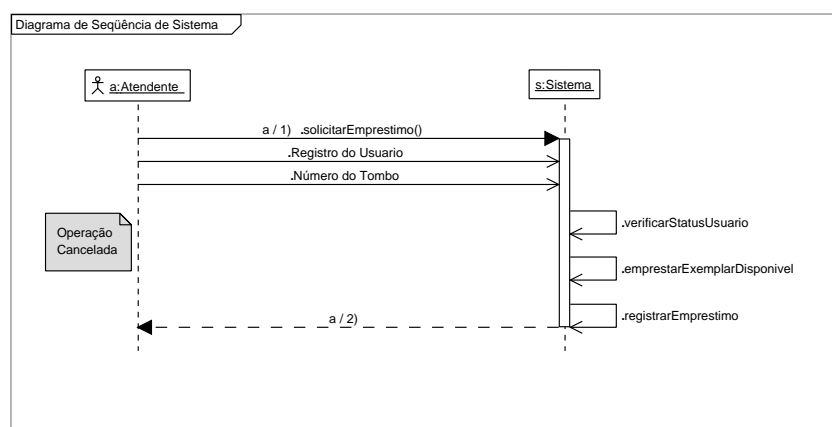 Diagrama de Seqüência de Sistema
a:Atendente
s:Sistema
a / 1) .solicitarEmprestimo()
.Registro do Usuario
.Número do Tombo
Operação
Cancelada
.verificarStatusUsuario
.emprestarExemplarDisponivel
.registrarEmprestimo
a / 2)